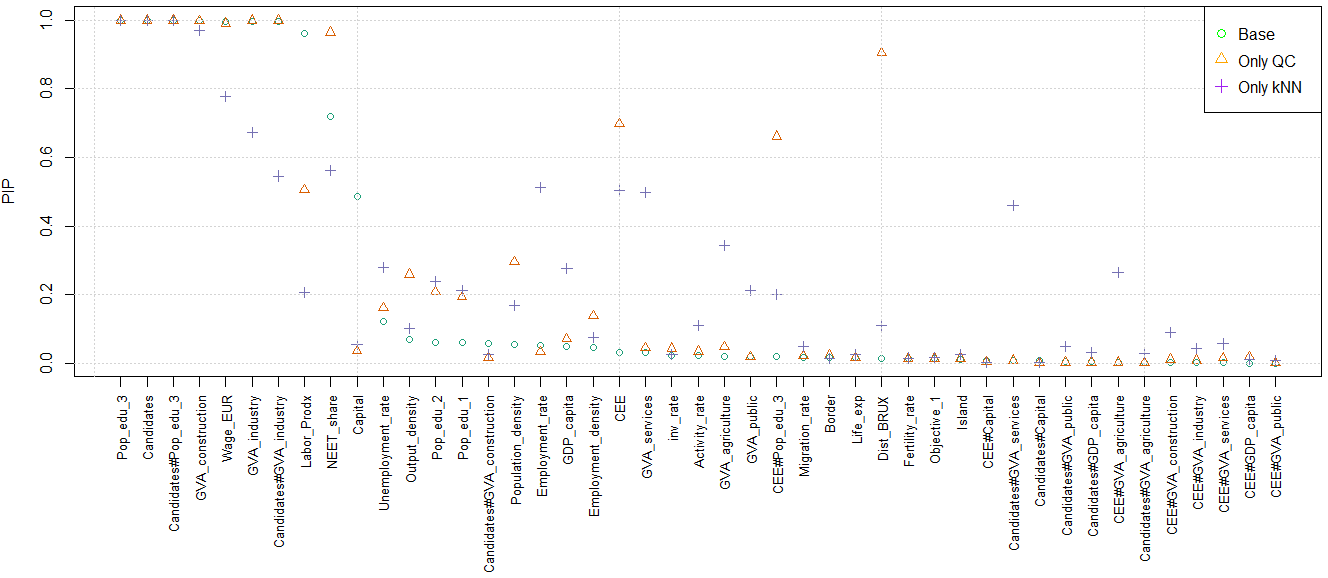 PIP
1.0
0.8
0.6
0.4
0.2
0.0
Base
Only QC
Only kNN
Pop_edu_3
Candidates
Candidates#Pop_edu_3
GVA_construction
Wage_EUR
GVA_industry
Candidates#GVA_industry
Labor_Prodx
NEET_share
Capital
Unemployment_rate
Output_density
Pop_edu_2
Pop_edu_1
Candidates#GVA_construction
Population_density
Employment_rate
GDP_capita
Employment_density
CEE
GVA_services
inv_rate
Activity_rate
GVA_agriculture
GVA_public
CEE#Pop_edu_3
Migration_rate
Border
Life_exp
Dist_BRUX
Fertility_rate
Objective_1
Island
CEE#Capital
Candidates#GVA_services
Candidates#Capital
Candidates#GVA_public
Candidates#GDP_capita
CEE#GVA_agriculture
Candidates#GVA_agriculture
CEE#GVA_construction
CEE#GVA_industry
CEE#GVA_services
CEE#GDP_capita
CEE#GVA_public